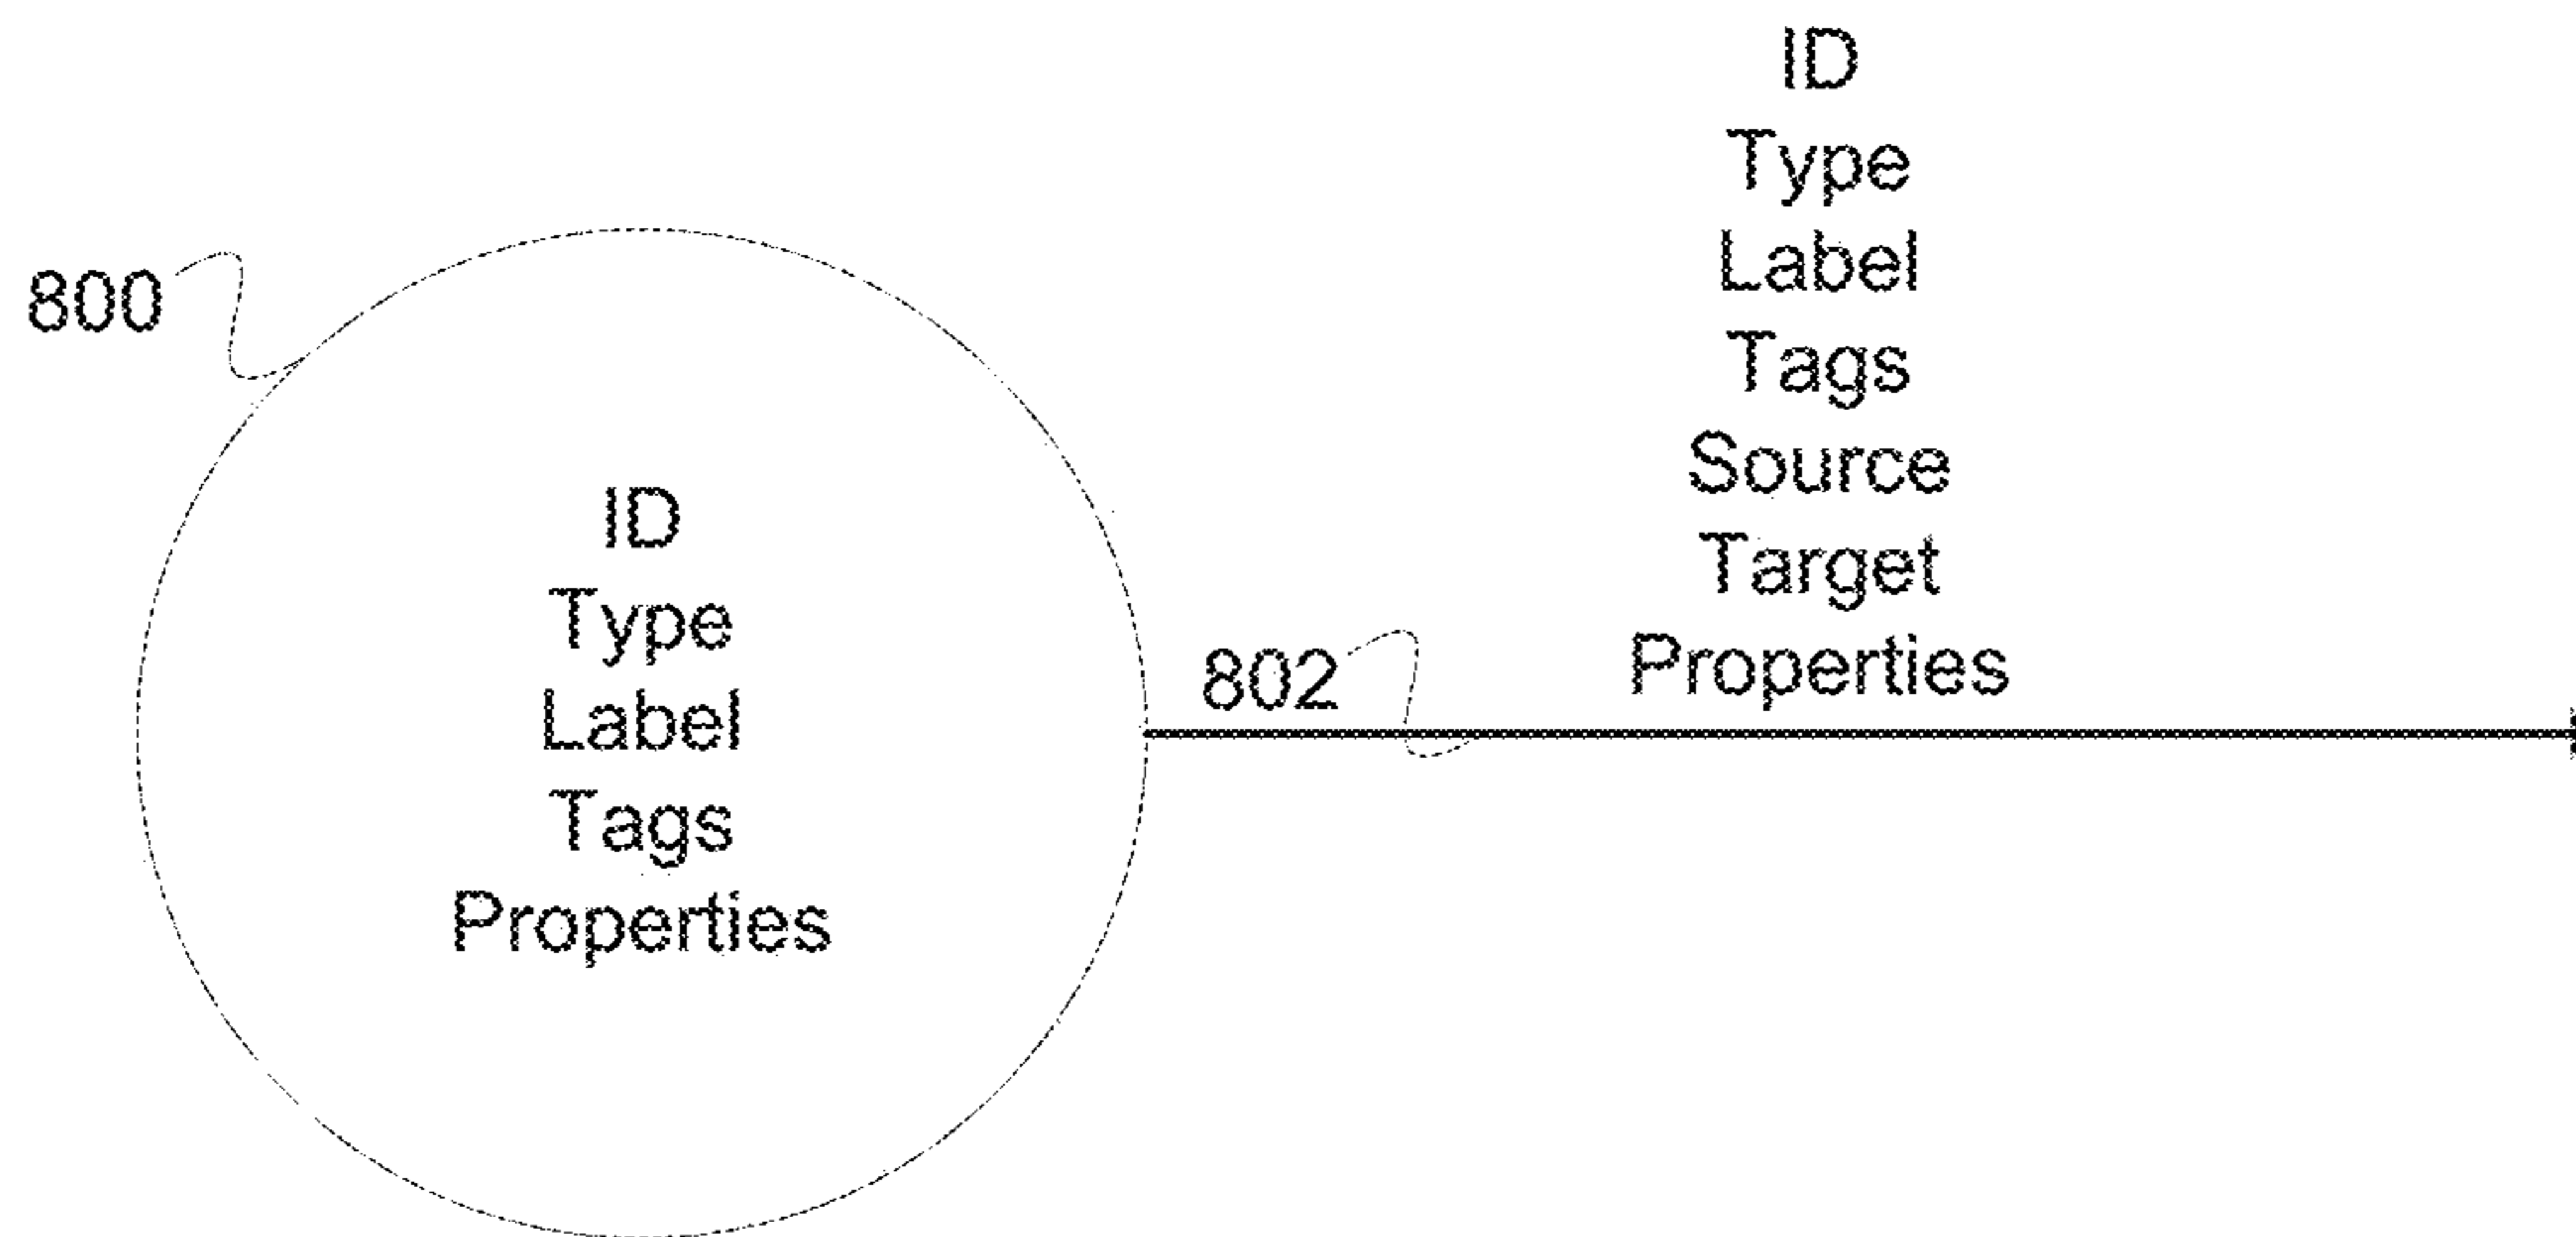 800
ID
Type
Label
Tags
Properties
802
ID
Type
Label
Tags
Source
Target
Properties